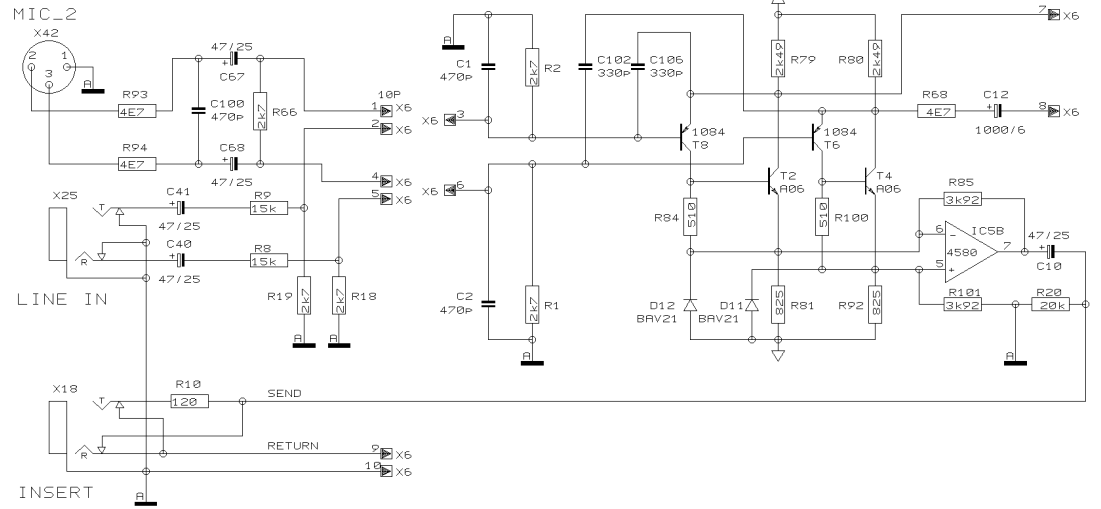 MIC_2
X42
2
1
3
A
R93
4E7
R94
4E7
47/25
C67
C100
470p
R66
2k7
C68
47/25
10P
1 X6
2 X6
4 X6
5 X6
X25
T
R
C41
47/25
R9
15k
C40
47/25
R8
15k
LINE IN
R19
2k7
R18
2k7
A
A
A
C1
470p
R2
2k7
X6 3
X6 6
C2
470p
R1
2k7
A
C102
330p
C106
330p
R79
2k49
R80
2k49
7 X6
R68
4E7
C12
1000/6
8 X6
1084
T8
1084
T6
T2
A06
T4
A06
R84
510
R100
510
R85
3k92
IC5B
4580
6
5
7
-
+
47/25
C10
D12
BAV21
D11
BAV21
R81
825
R92
825
R101
3k92
R20
20k
A
X18
T
R
R10
120
SEND
RETURN
9 X6
10 X6
INSERT
A